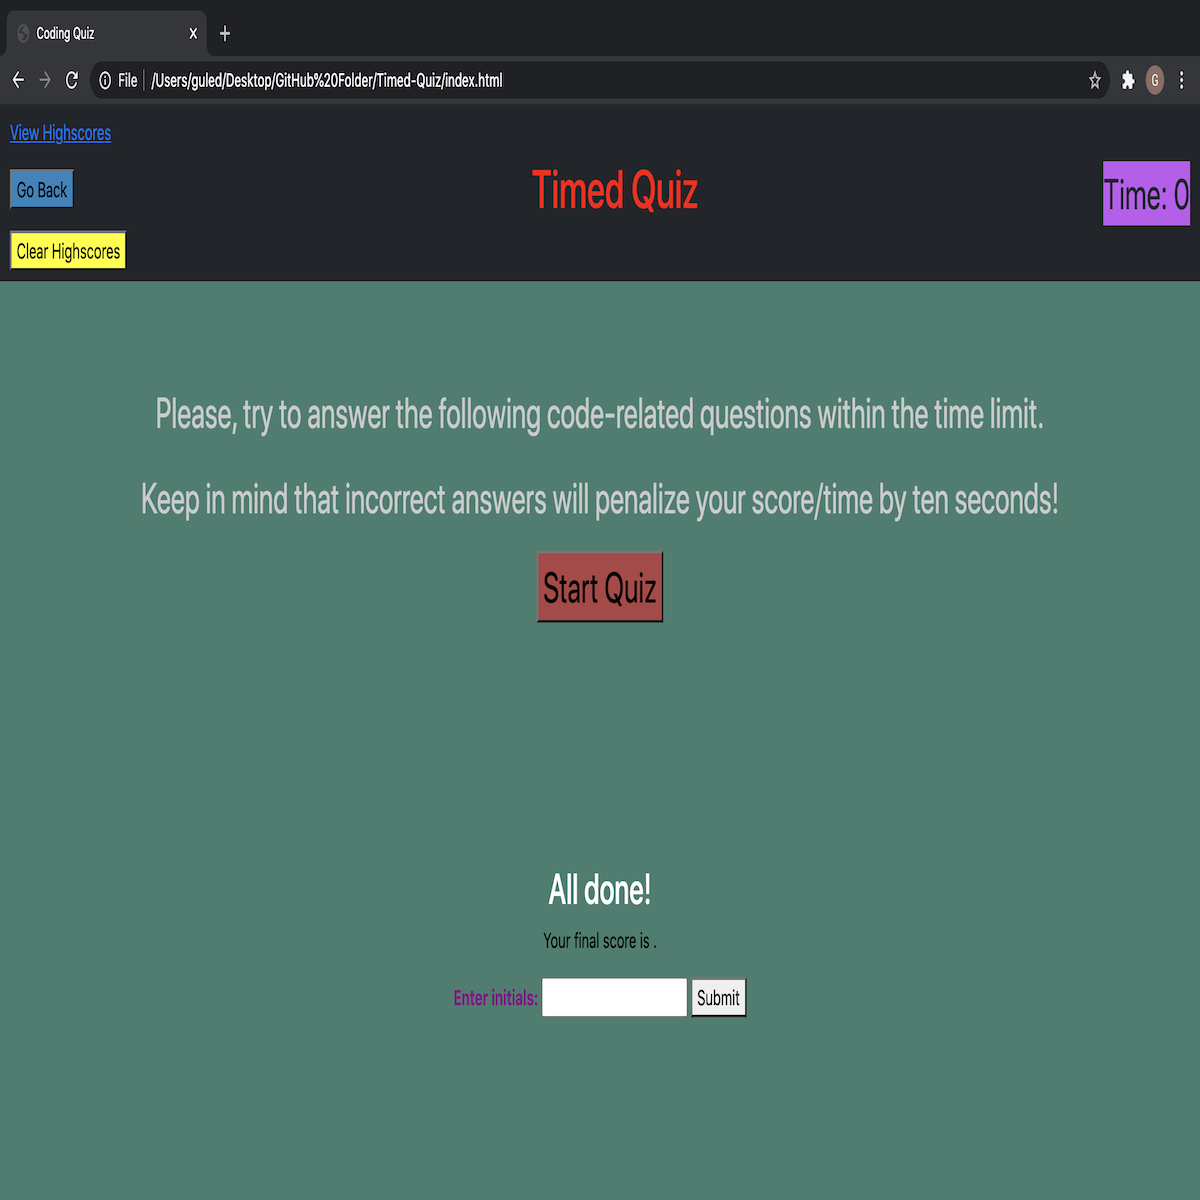 Coding Quiz
File /Users/guled/Desktop/GitHub%20Folder/Timed-Quiz/index.html
G
View Highscores
Go Back
Timed Quiz
Time: 0
Clear Highscores
Please, try to answer the following code-related questions within the time limit.
Keep in mind that incorrect answers will penalize your score/time by ten seconds!
Start Quiz
All done!
Your final score is .
Enter initials: Submit